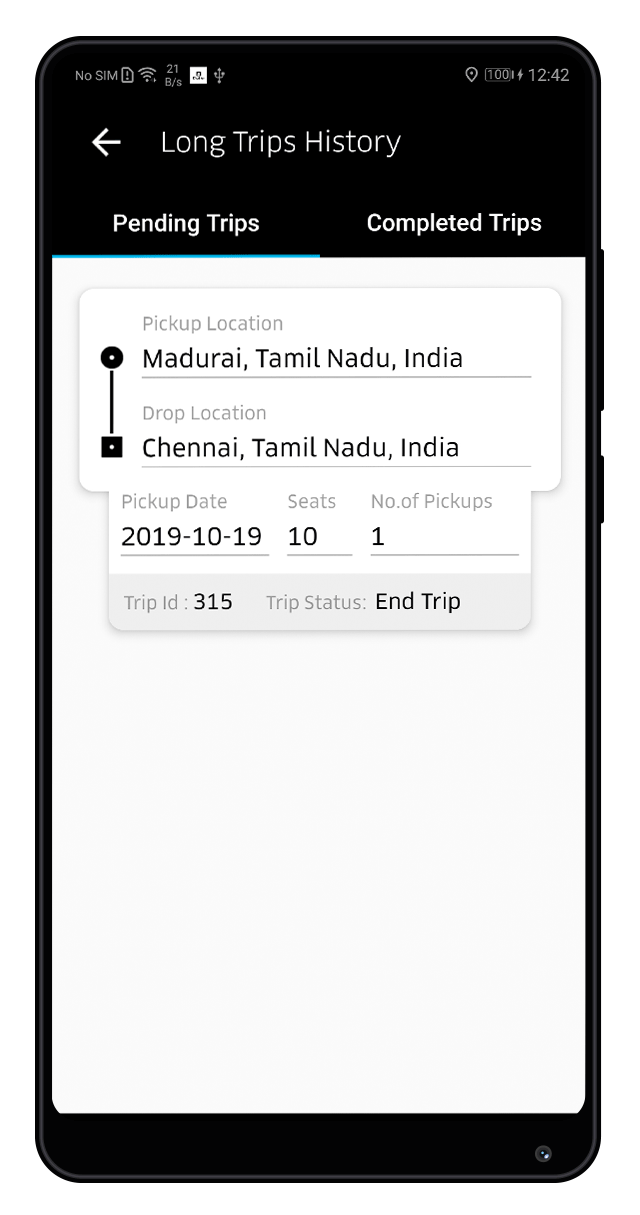 No SIM 21 B/s 100 12:42
Long Trips History
Pending Trips Completed Trips
Pickup Location
Madurai, Tamil Nadu, India
Drop Location
Chennai, Tamil Nadu, India
Pickup Date Seats No.of Pickups
2019-10-19 10 1
Trip Id : 315 Trip Status: End Trip